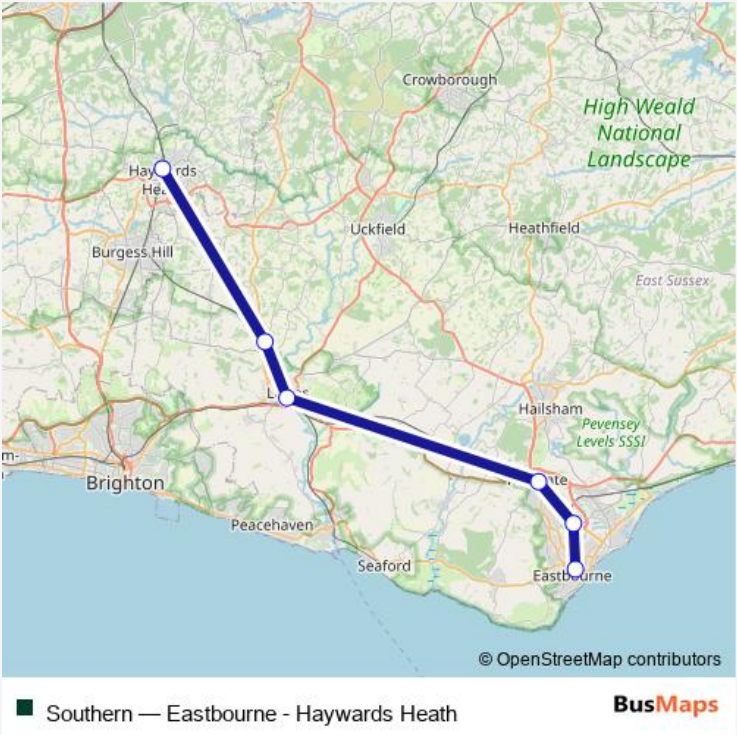 Crowborough
High Weald
National
Landscape
Uckfield
Heathfield
Burgess Hill
East Sussex
Hailsham
Pevensey
Levels SSSI
Brighton
Peacehaven
Seaford
Eastbourne
© OpenStreetMap contributors
Southern — Eastbourne - Haywards Heath
BusMaps